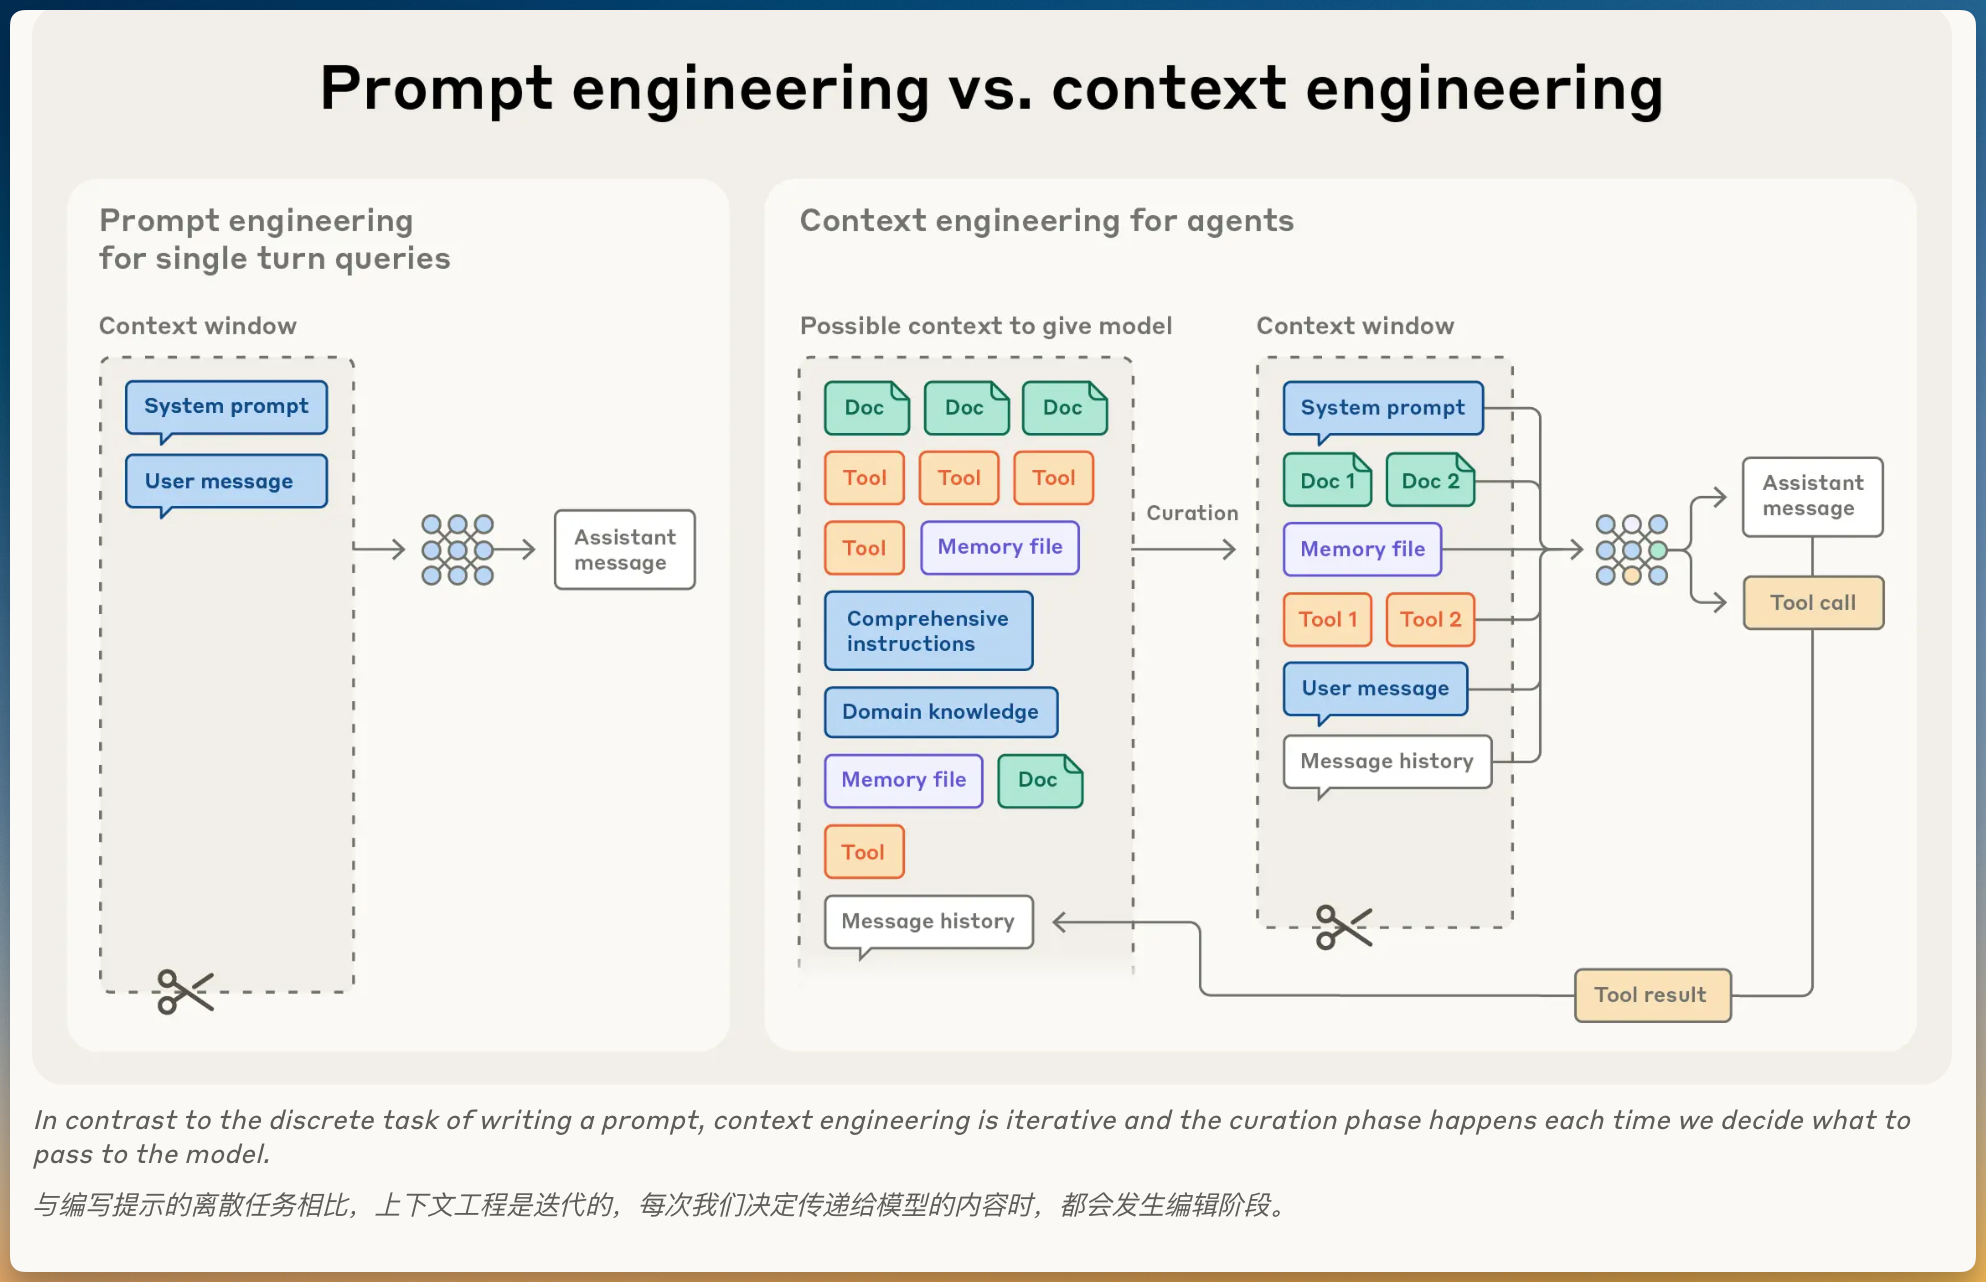 Prompt engineering vs. context engineering
Prompt engineering
for single turn queries
Context window
System prompt
User message
Assistant
message
Context engineering for agents
Possible context to give model
Doc Doc Doc
Tool Tool Tool
Tool Memory file
Comprehensive
instructions
Domain knowledge
Memory file Doc
Tool
Message history
Curation
Context window
System prompt
Doc 1 Doc 2
Memory file
Tool 1 Tool 2
User message
Message history
Assistant
message
Tool call
Tool result
In contrast to the discrete task of writing a prompt, context engineering is iterative and the curation phase happens each time we decide what to
pass to the model.
与编写提示的离散任务相比，上下文工程是迭代的，每次我们决定传递给模型的内容时，都会发生编辑阶段。